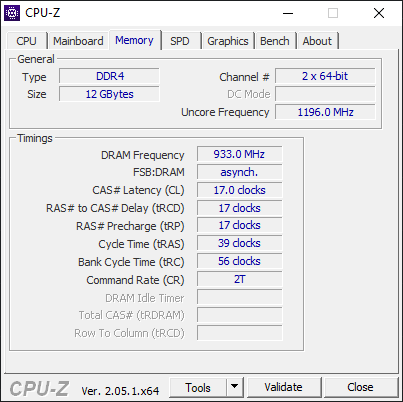 CPU-Z
CPU Mainboard Memory SPD Graphics Bench About
General
Type DDR4 Channel # 2 x 64-bit
Size 12 GBytes DC Mode
Uncore Frequency 1196.0 MHz
Timings
DRAM Frequency 933.0 MHz
FSB:DRAM asynch.
CAS# Latency (CL) 17.0 clocks
RAS# to CAS# Delay (tRCD) 17 clocks
RAS# Precharge (tRP) 17 clocks
Cycle Time (tRAS) 39 clocks
Bank Cycle Time (tRC) 56 clocks
Command Rate (CR) 2T
DRAM Idle Timer
Total CAS# (tRDRAM)
Row To Column (tRCD)
CPU-Z Ver. 2.05.1.x64 Tools Validate Close